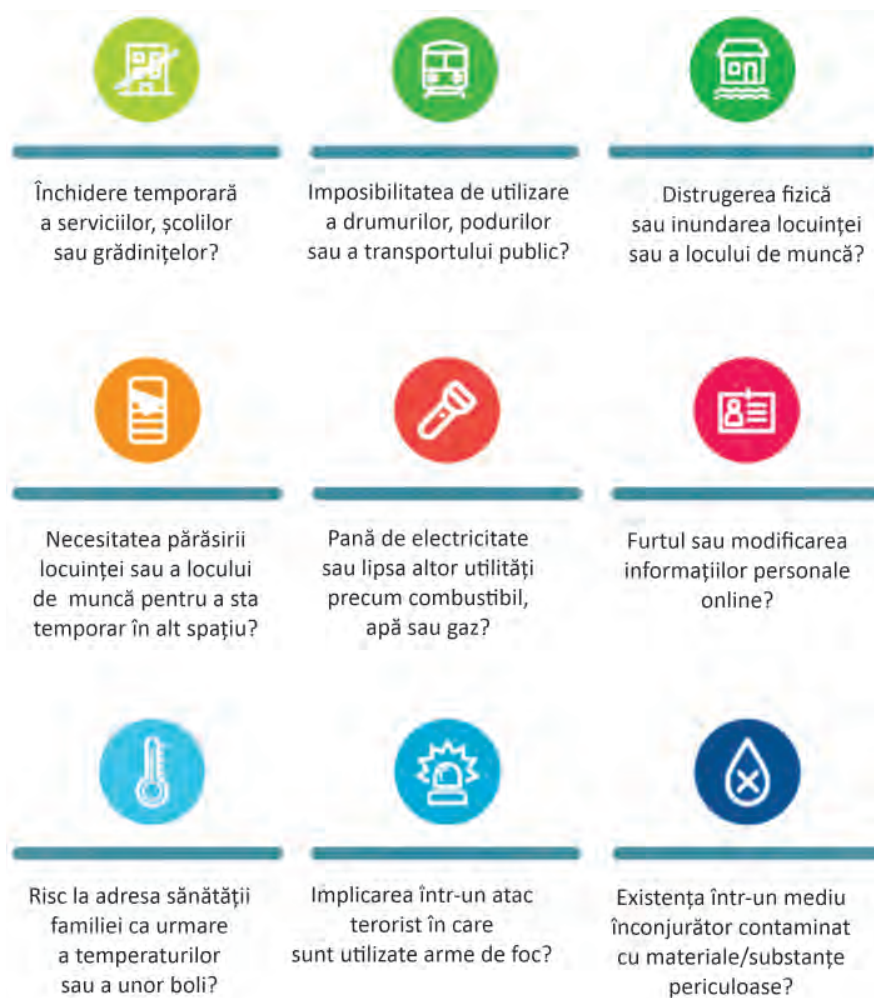 Închidere temporară
a serviciilor, școlilor
sau grădinițelor?
Imposibilitatea de utilizare
a drumurilor, podurilor
sau a transportului public?
Distrugerea fizică
sau inundarea locuinței
sau a locului de muncă?
Necesitatea părăsirii
locuinței sau a locului
de muncă pentru a sta
temporar în alt spațiu?
Pană de electricitate
sau lipsa altor utilități
precum combustibil,
apă sau gaz?
Furtul sau modificarea
informațiilor personale
online?
Risc la adresa sănătății
familiei ca urmare
a temperaturilor
sau a unor boli?
Implicarea într-un atac
terorist în care
sunt utilizate arme de foc?
Existența într-un mediu
înconjurător contaminat
cu materiale/substanțe
periculoase?